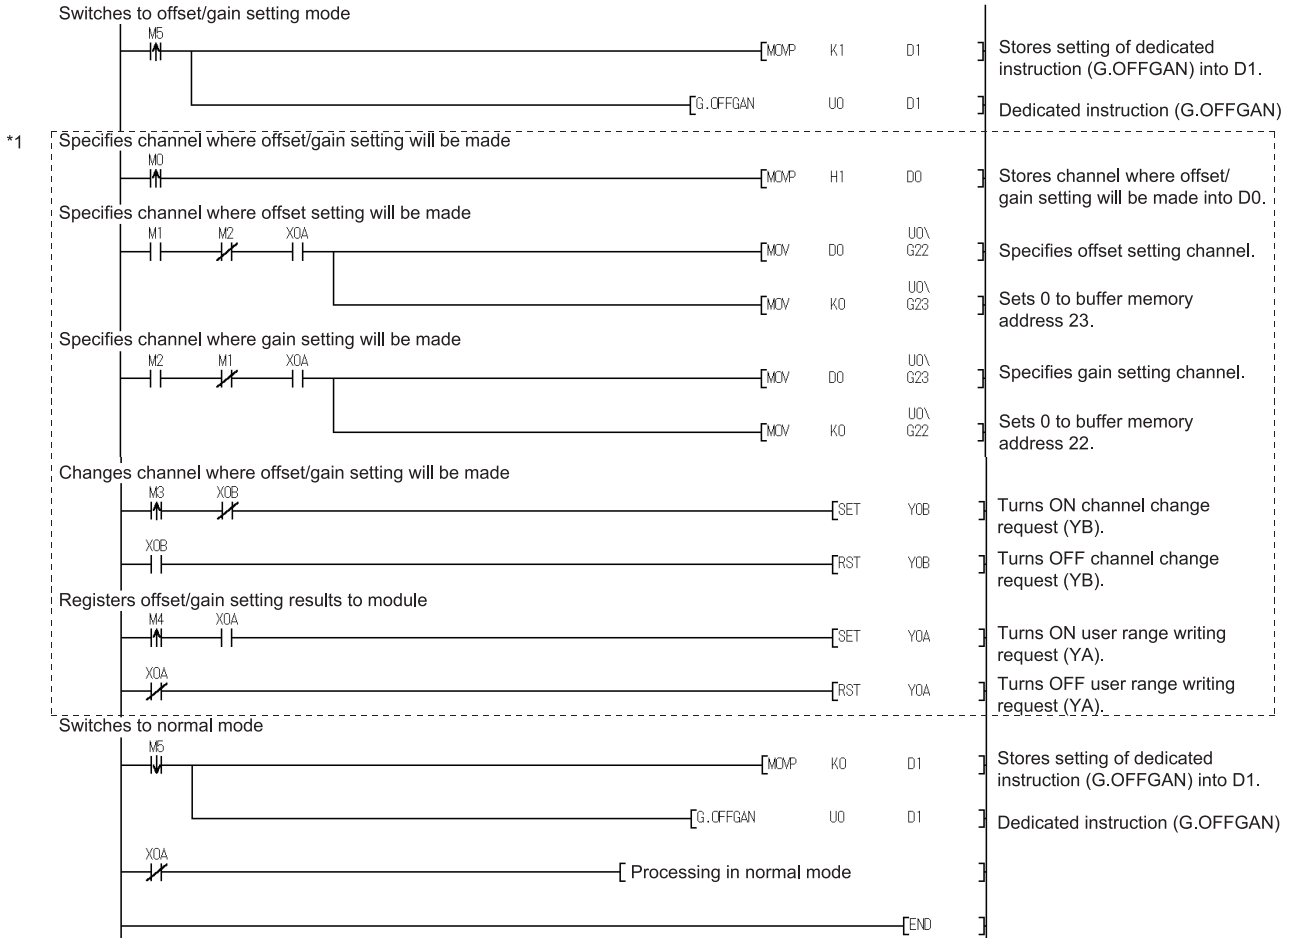 Switches to offset/gain setting mode
M5
MOVP K1 D1
Stores setting of dedicated
instruction (G.OFFGAN) into D1.
G.OFFGAN U0 D1
Dedicated instruction (G.OFFGAN)
*1
Specifies channel where offset/gain setting will be made
M0
MOVP H1 D0
Stores channel where offset/
gain setting will be made into D0.
Specifies channel where offset setting will be made
M1 M2 X0A
U0\
MOV D0 G22
Specifies offset setting channel.
U0\
MOV K0 G23
Sets 0 to buffer memory
address 23.
Specifies channel where gain setting will be made
M2 M1 X0A
U0\
MOV D0 G23
Specifies gain setting channel.
U0\
MOV K0 G22
Sets 0 to buffer memory
address 22.
Changes channel where offset/gain setting will be made
M3 X0B
SET Y0B
Turns ON channel change
request (YB).
X0B
RST Y0B
Turns OFF channel change
request (YB).
Registers offset/gain setting results to module
M4 X0A
SET Y0A
Turns ON user range writing
request (YA).
X0A
RST Y0A
Turns OFF user range writing
request (YA).
Switches to normal mode
M5
MOVP K0 D1
Stores setting of dedicated
instruction (G.OFFGAN) into D1.
G.OFFGAN U0 D1
Dedicated instruction (G.OFFGAN)
X0A
Processing in normal mode
END